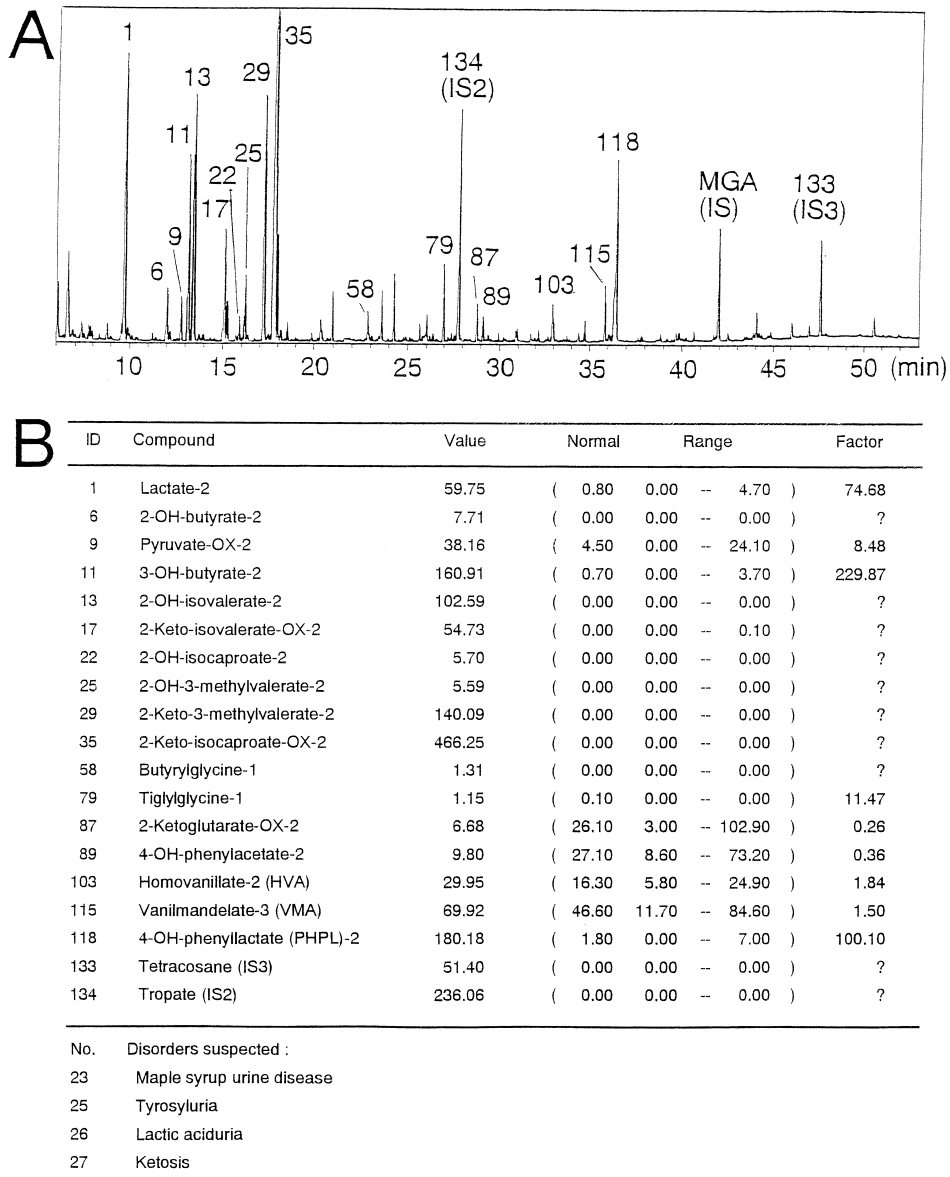 A
1
35
134
(IS2)
29
13
11
118
25
22
MGA
(IS)
133
(IS3)
17
9
79
87
115
6
58
89
103
10 15 20 25 30 35 40 45 50 (min)
B
ID Compound Value Normal Range Factor
1 Lactate-2 59.75 ( 0.80 0.00 -- 4.70 ) 74.68
6 2-OH-butyrate-2 7.71 ( 0.00 0.00 -- 0.00 ) ?
9 Pyruvate-OX-2 38.16 ( 4.50 0.00 -- 24.10 ) 8.48
11 3-OH-butyrate-2 160.91 ( 0.70 0.00 -- 3.70 ) 229.87
13 2-OH-isovalerate-2 102.59 ( 0.00 0.00 -- 0.00 ) ?
17 2-Keto-isovalerate-OX-2 54.73 ( 0.00 0.00 -- 0.10 ) ?
22 2-OH-isocaproate-2 5.70 ( 0.00 0.00 -- 0.00 ) ?
25 2-OH-3-methylvalerate-2 5.59 ( 0.00 0.00 -- 0.00 ) ?
29 2-Keto-3-methylvalerate-2 140.09 ( 0.00 0.00 -- 0.00 ) ?
35 2-Keto-isocaproate-OX-2 466.25 ( 0.00 0.00 -- 0.00 ) ?
58 Butyrylglycine-1 1.31 ( 0.00 0.00 -- 0.00 ) ?
79 Tiglylglycine-1 1.15 ( 0.10 0.00 -- 0.00 ) 11.47
87 2-Ketoglutarate-OX-2 6.68 ( 26.10 3.00 -- 102.90 ) 0.26
89 4-OH-phenylacetate-2 9.80 ( 27.10 8.60 -- 73.20 ) 0.36
103 Homovanillate-2 (HVA) 29.95 ( 16.30 5.80 -- 24.90 ) 1.84
115 Vanilmandelate-3 (VMA) 69.92 ( 46.60 11.70 -- 84.60 ) 1.50
118 4-OH-phenyllactate (PHPL)-2 180.18 ( 1.80 0.00 -- 7.00 ) 100.10
133 Tetracosane (IS3) 51.40 ( 0.00 0.00 -- 0.00 ) ?
134 Tropate (IS2) 236.06 ( 0.00 0.00 -- 0.00 ) ?
No. Disorders suspected :
23 Maple syrup urine disease
25 Tyrosyluria
26 Lactic aciduria
27 Ketosis